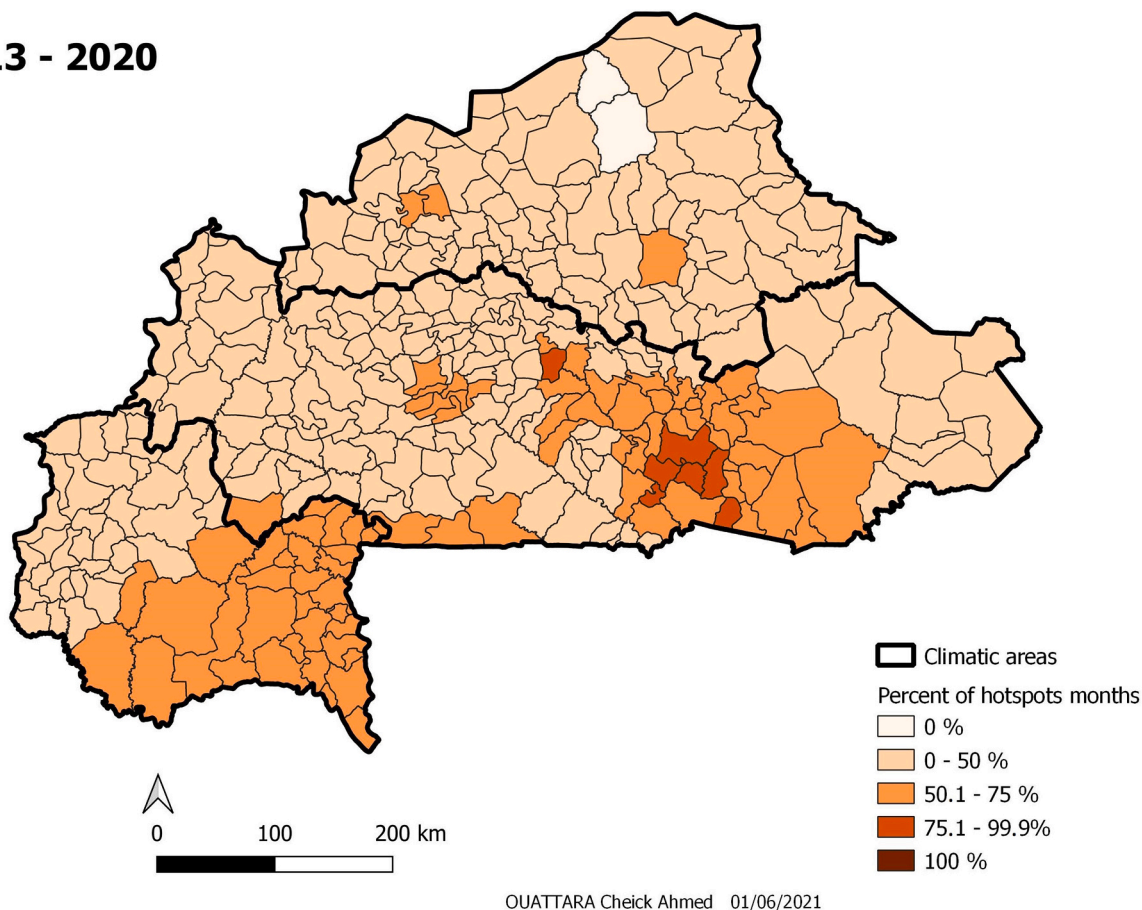 13 - 2020
Climatic areas
Percent of hotspots months
0 %
0 - 50 %
50.1 - 75 %
75.1 - 99.9%
100 %
0 100 200 km
OUATTARA Cheick Ahmed 01/06/2021